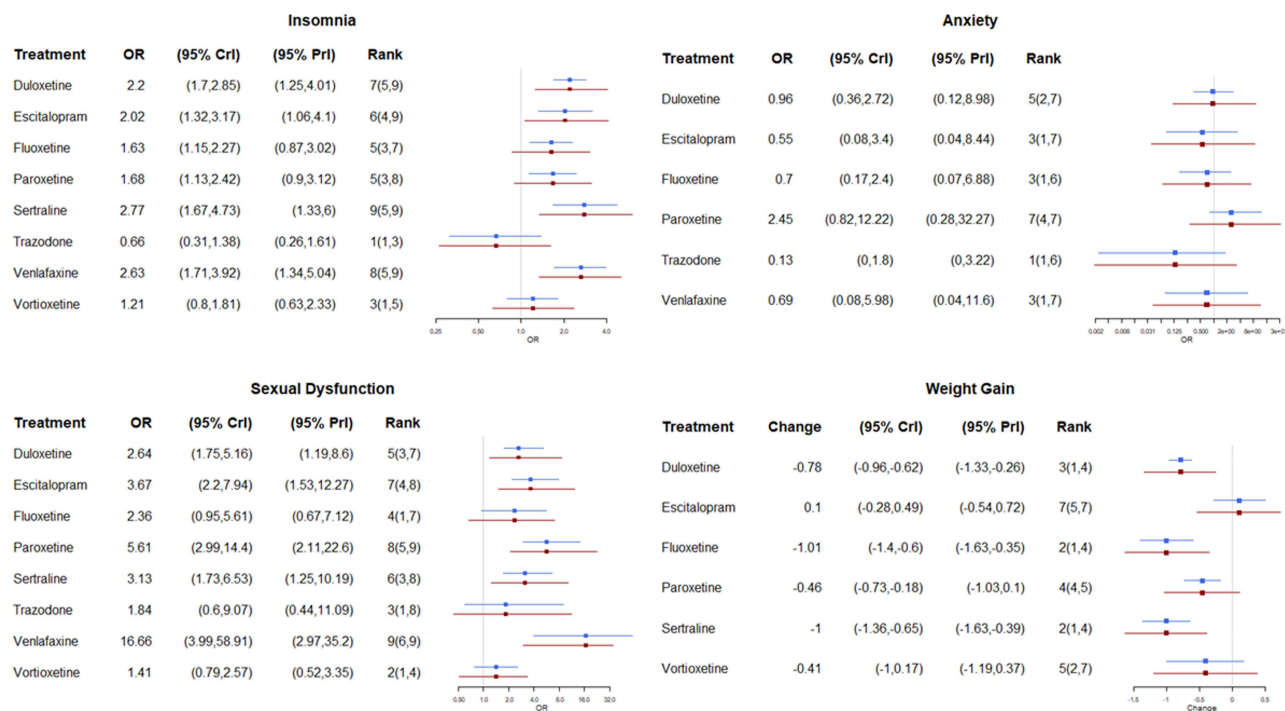 Insomnia
Treatment OR (95% CrI) (95% PrI) Rank
Duloxetine 2.2 (1.7,2.85) (1.25,4.01) 7(5,9)
Escitalopram 2.02 (1.32,3.17) (1.06,4.1) 6(4,9)
Fluoxetine 1.63 (1.15,2.27) (0.87,3.02) 5(3,7)
Paroxetine 1.68 (1.13,2.42) (0.9,3.12) 5(3,8)
Sertraline 2.77 (1.67,4.73) (1.33,6) 9(5,9)
Trazodone 0.66 (0.31,1.38) (0.26,1.61) 1(1,3)
Venlafaxine 2.63 (1.71,3.92) (1.34,5.04) 8(5,9)
Vortioxetine 1.21 (0.8,1.81) (0.63,2.33) 3(1,5)
0.25 0.50 1.0 2.0 4.0
OR
Anxiety
Treatment OR (95% CrI) (95% PrI) Rank
Duloxetine 0.96 (0.36,2.72) (0.12,8.98) 5(2,7)
Escitalopram 0.55 (0.08,3.4) (0.04,8.44) 3(1,7)
Fluoxetine 0.7 (0.17,2.4) (0.07,6.88) 3(1,6)
Paroxetine 2.45 (0.82,12.22) (0.28,32.27) 7(4,7)
Trazodone 0.13 (0,1.8) (0,3.22) 1(1,6)
Venlafaxine 0.69 (0.08,5.98) (0.04,11.6) 3(1,7)
0.002 0.008 0.031 0.125 0.500 2e+00 8e+00 3e+0
OR
Sexual Dysfunction
Treatment OR (95% CrI) (95% PrI) Rank
Duloxetine 2.64 (1.75,5.16) (1.19,8.6) 5(3,7)
Escitalopram 3.67 (2.2,7.94) (1.53,12.27) 7(4,8)
Fluoxetine 2.36 (0.95,5.61) (0.67,7.12) 4(1,7)
Paroxetine 5.61 (2.99,14.4) (2.11,22.6) 8(5,9)
Sertraline 3.13 (1.73,6.53) (1.25,10.19) 6(3,8)
Trazodone 1.84 (0.6,9.07) (0.44,11.09) 3(1,8)
Venlafaxine 16.66 (3.99,58.91) (2.97,35.2) 9(6,9)
Vortioxetine 1.41 (0.79,2.57) (0.52,3.35) 2(1,4)
0.50 1.0 2.0 4.0 8.0 16.0 32.0
OR
Weight Gain
Treatment Change (95% CrI) (95% PrI) Rank
Duloxetine -0.78 (-0.96,-0.62) (-1.33,-0.26) 3(1,4)
Escitalopram 0.1 (-0.28,0.49) (-0.54,0.72) 7(5,7)
Fluoxetine -1.01 (-1.4,-0.6) (-1.63,-0.35) 2(1,4)
Paroxetine -0.46 (-0.73,-0.18) (-1.03,0.1) 4(4,5)
Sertraline -1 (-1.36,-0.65) (-1.63,-0.39) 2(1,4)
Vortioxetine -0.41 (-1,0.17) (-1.19,0.37) 5(2,7)
-1.5 -1 -0.5 0 0.5
Change